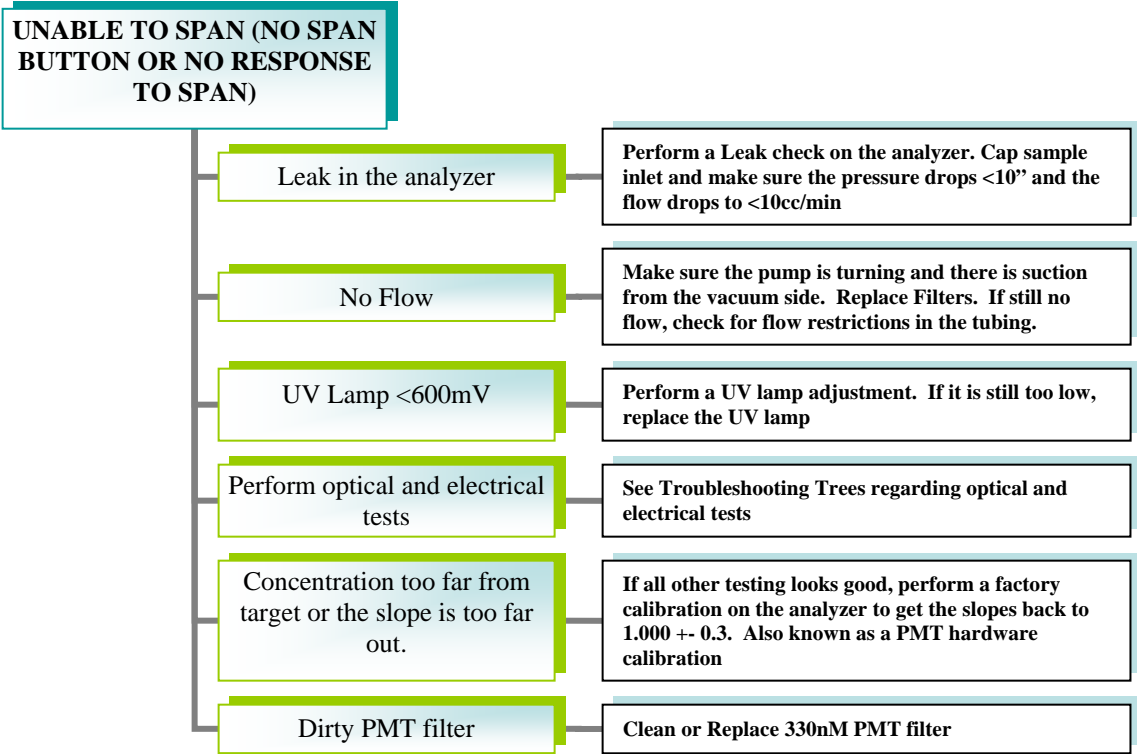 UNABLE TO SPAN (NO SPAN
BUTTON OR NO RESPONSE
TO SPAN)
Leak in the analyzer
Perform a Leak check on the analyzer. Cap sample
inlet and make sure the pressure drops <10” and the
flow drops to <10cc/min
No Flow
Make sure the pump is turning and there is suction
from the vacuum side.  Replace Filters.  If still no
flow, check for flow restrictions in the tubing.
UV Lamp <600mV
Perform a UV lamp adjustment.  If it is still too low,
replace the UV lamp
Perform optical and electrical
tests
See Troubleshooting Trees regarding optical and
electrical tests
Concentration too far from
target or the slope is too far
out.
If all other testing looks good, perform a factory
calibration on the analyzer to get the slopes back to
1.000 +- 0.3.  Also known as a PMT hardware
calibration
Dirty PMT filter
Clean or Replace 330nM PMT filter